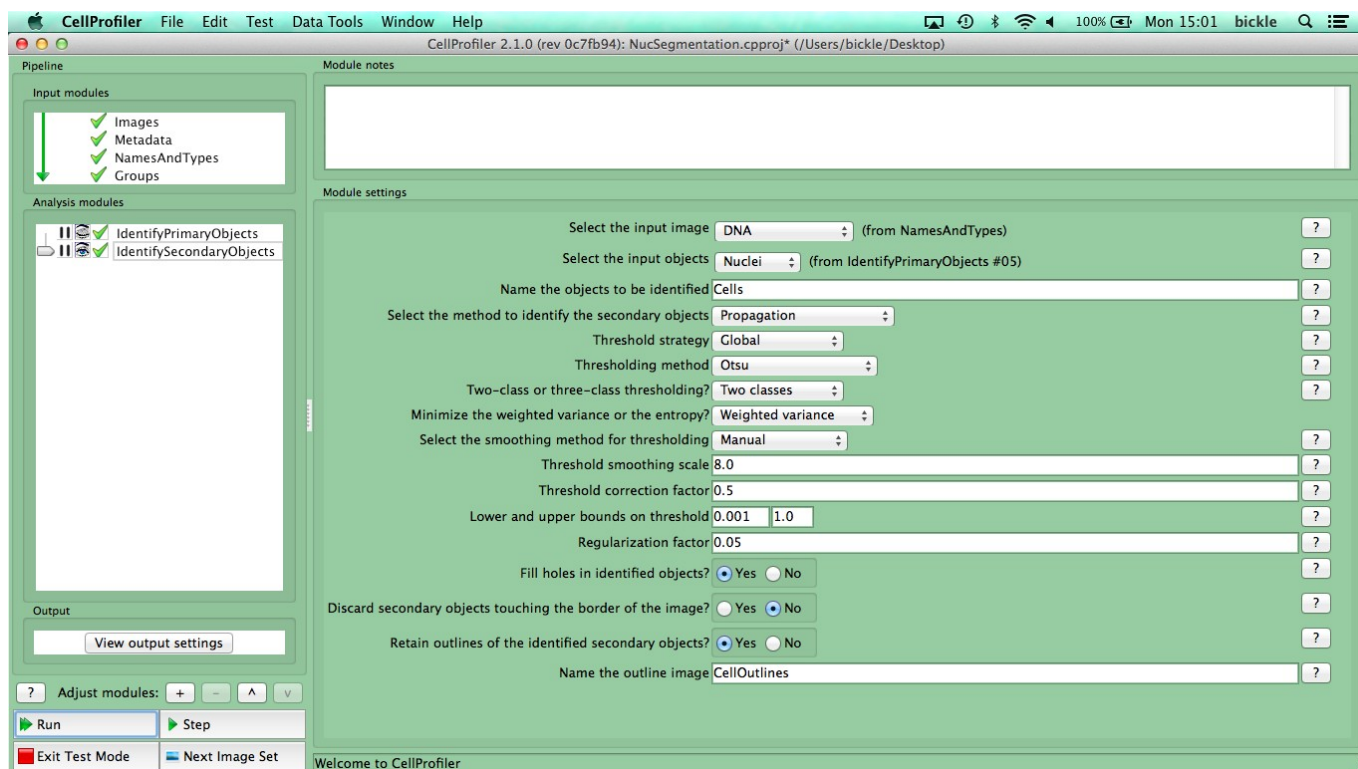 CellProfiler File Edit Test Data Tools Window Help 100% Mon 15:01 bickle
CellProfiler 2.1.0 (rev 0c7fb94): NucSegmentation.cpproj* (/Users/bickle/Desktop)
Pipeline
Input modules
Images
Metadata
NamesAndTypes
Groups
Analysis modules
IdentifyPrimaryObjects
IdentifySecondaryObjects
Output
View output settings
? Adjust modules: + - ^ v
Run Step
Exit Test Mode Next Image Set
Module notes
Module settings
Select the input image DNA (from NamesAndTypes) ?
Select the input objects Nuclei (from IdentifyPrimaryObjects #05) ?
Name the objects to be identified Cells ?
Select the method to identify the secondary objects Propagation ?
Threshold strategy Global ?
Thresholding method Otsu ?
Two-class or three-class thresholding? Two classes ?
Minimize the weighted variance or the entropy? Weighted variance
Select the smoothing method for thresholding Manual ?
Threshold smoothing scale 8.0 ?
Threshold correction factor 0.5 ?
Lower and upper bounds on threshold 0.001 1.0 ?
Regularization factor 0.05 ?
Fill holes in identified objects? Yes No ?
Discard secondary objects touching the border of the image? Yes No ?
Retain outlines of the identified secondary objects? Yes No ?
Name the outline image CellOutlines ?
Welcome to CellProfiler